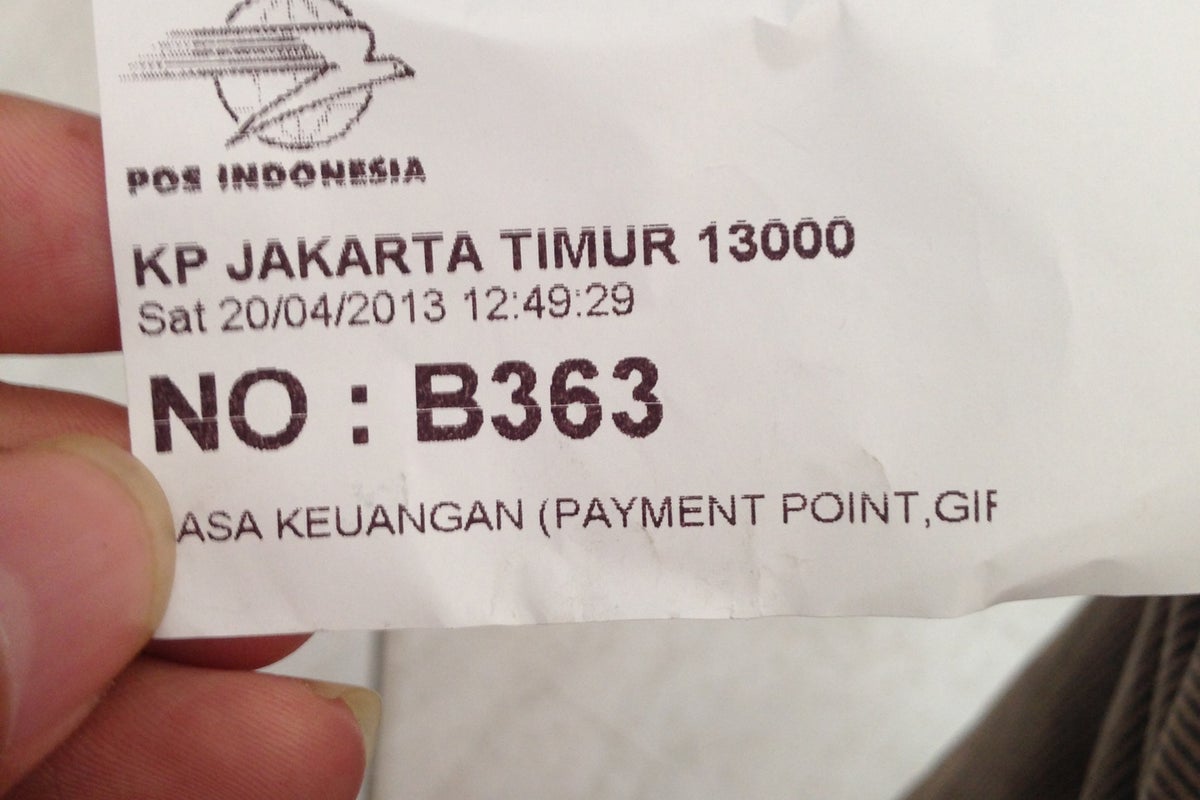 POS INDONESIA
KP JAKARTA TIMUR 13000
Sat 20/04/2013 12:49:29
NO : B363
ASA KEUANGAN (PAYMENT POINT,GIF